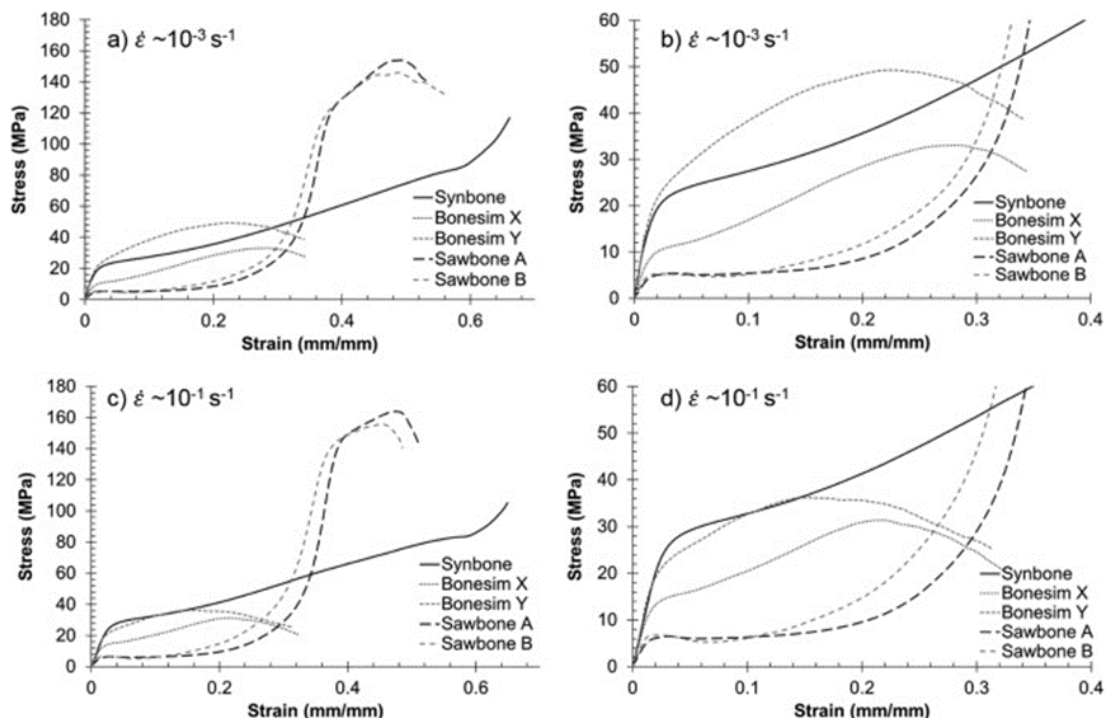 a) ε̇ ~10⁻³ s⁻¹
Stress (MPa)
180
160
140
120
100
80
60
40
20
0
0
0.2
0.4
0.6
Strain (mm/mm)
Synbone
Bonesim X
Bonesim Y
Sawbone A
Sawbone B
b) ε̇ ~10⁻³ s⁻¹
Stress (MPa)
60
50
40
30
20
10
0
0
0.1
0.2
0.3
0.4
Strain (mm/mm)
Synbone
Bonesim X
Bonesim Y
Sawbone A
Sawbone B
c) ε̇ ~10⁻¹ s⁻¹
Stress (MPa)
180
160
140
120
100
80
60
40
20
0
0
0.2
0.4
0.6
Strain (mm/mm)
Synbone
Bonesim X
Bonesim Y
Sawbone A
Sawbone B
d) ε̇ ~10⁻¹ s⁻¹
Stress (MPa)
60
50
40
30
20
10
0
0
0.1
0.2
0.3
0.4
Strain (mm/mm)
Synbone
Bonesim X
Bonesim Y
Sawbone A
Sawbone B